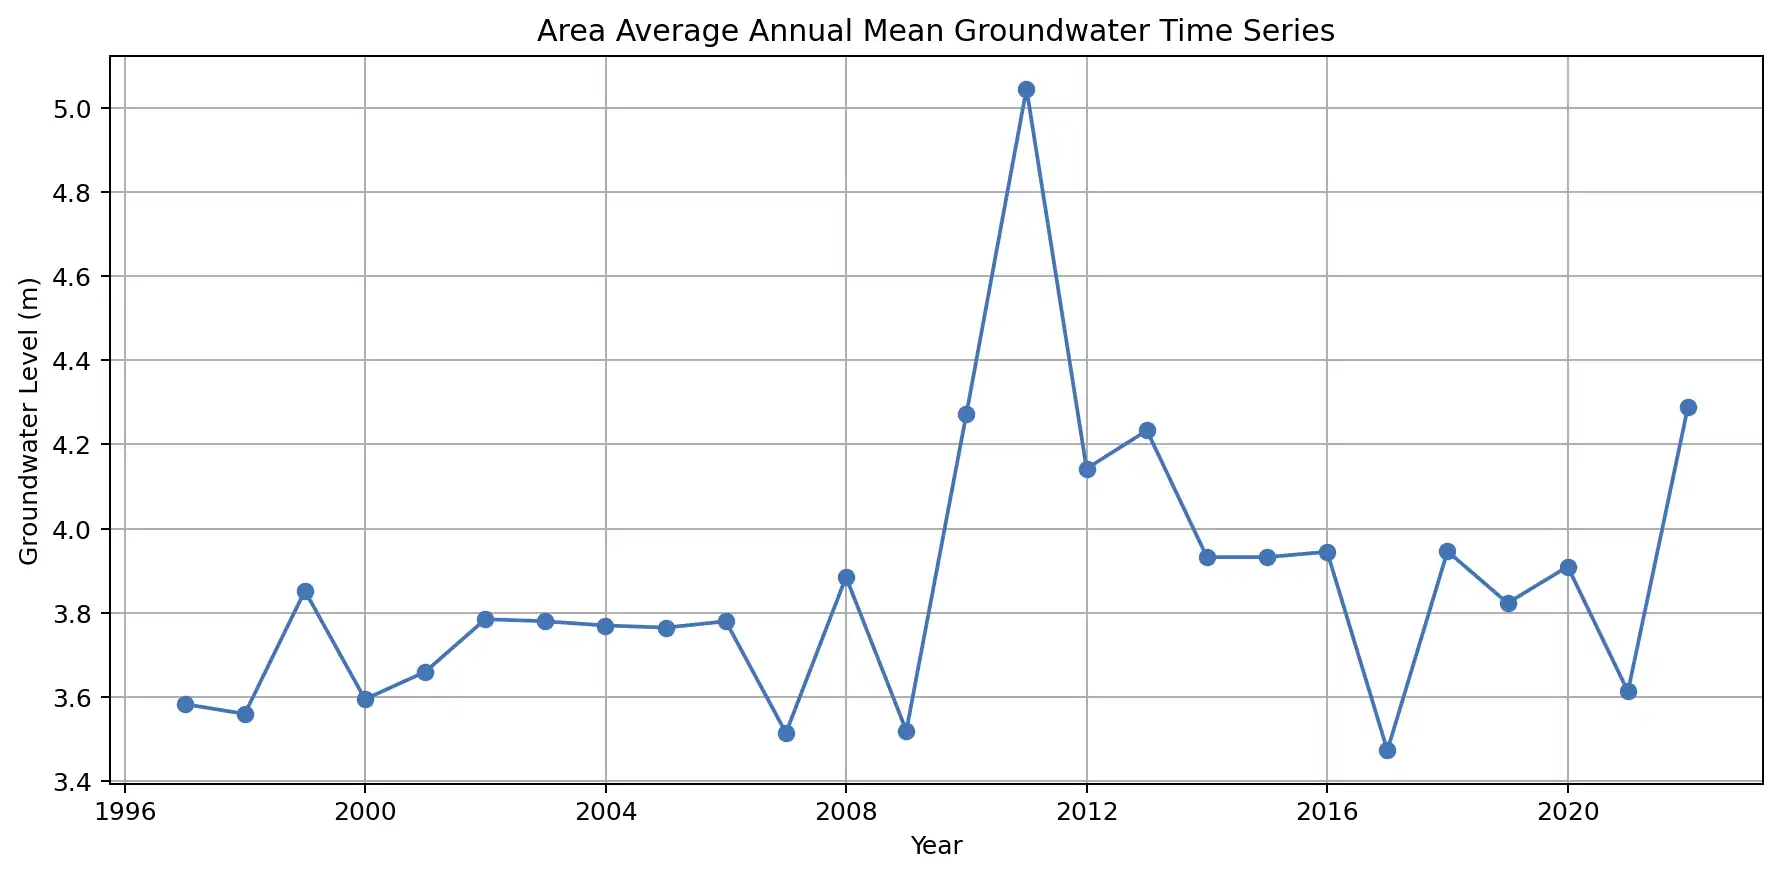 Area Average Annual Mean Groundwater Time Series
Groundwater Level (m)
5.0
4.8
4.6
4.4
4.2
4.0
3.8
3.6
3.4
1996 2000 2004 2008 2012 2016 2020
Year